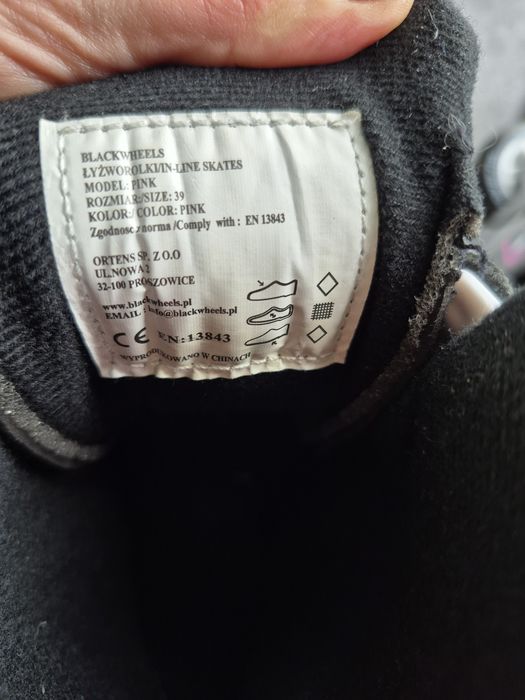 BLACKWHEELS
ŁYŻWOROLKI/IN-LINE SKATES
MODEL: PINK
ROZMIAR/SIZE: 39
KOLOR:/ COLOR: PINK
Zgodność: norma /Comply with : EN 13843
ORTENS SP. Z O.O
UL.NOWA 2
32-100 PROSZOWICE
www.blackwheels.pl
EMAIL : info@blackwheels.pl
CE EN:13843
WYPRODUKOWANO W CHINACH